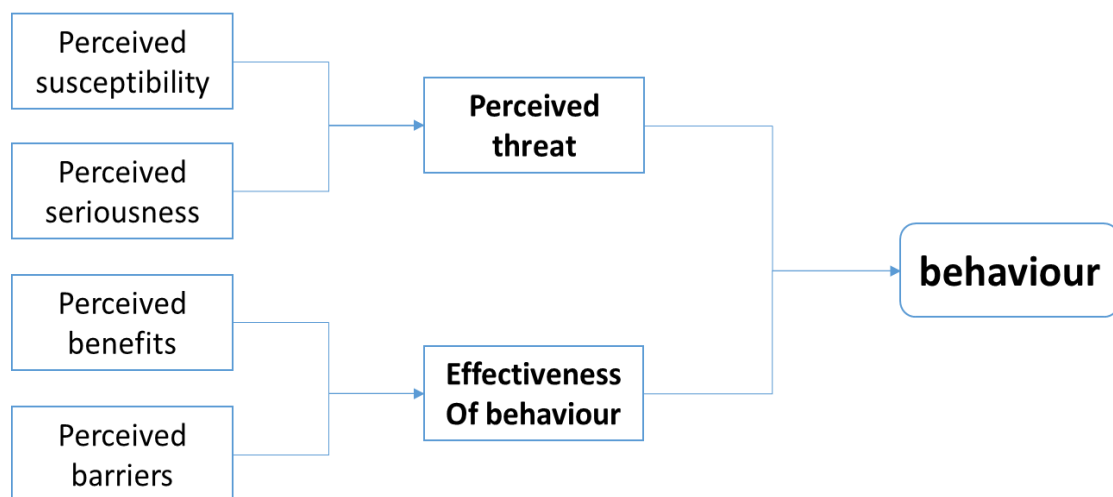 Perceived
susceptibility
Perceived
seriousness
Perceived
benefits
Perceived
barriers
Perceived
threat
Effectiveness
Of behaviour
behaviour